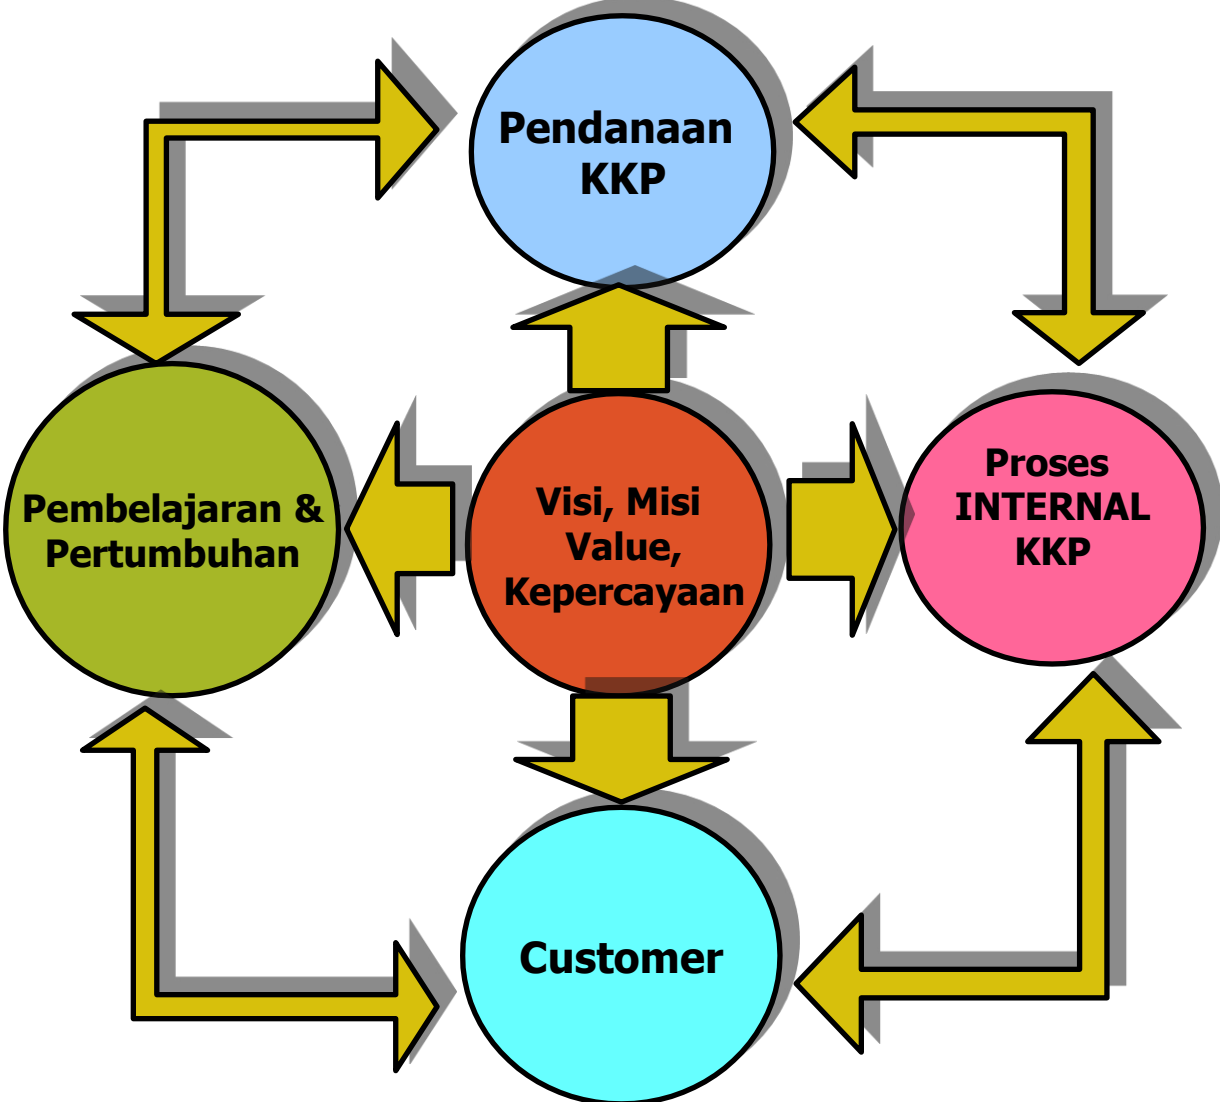 Pendanaan
KKP
Pembelajaran &
Pertumbuhan
Visi, Misi
Value,
Kepercayaan
Proses
INTERNAL
KKP
Customer